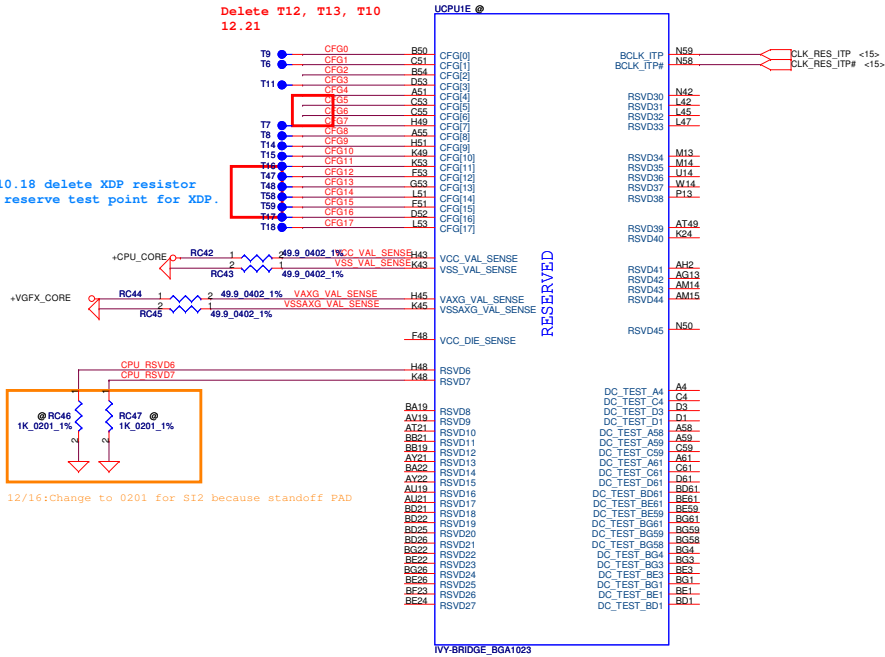 Delete T12, T13, T10
12.21
UCPU1E @
T9 CFG0 B50 CFG[0]
T6 CFG1 C51 CFG[1]
CFG2 B54 CFG[2]
T11 CFG3 D53 CFG[3]
CFG4 A51 CFG[4]
CFG5 C53 CFG[5]
CFG6 C55 CFG[6]
T7 CFG7 H49 CFG[7]
T8 CFG8 A55 CFG[8]
T14 CFG9 H51 CFG[9]
T15 CFG10 K49 CFG[10]
T16 CFG11 K53 CFG[11]
T47 CFG12 F53 CFG[12]
T48 CFG13 G53 CFG[13]
T58 CFG14 L51 CFG[14]
T59 CFG15 F51 CFG[15]
T17 CFG16 D52 CFG[16]
T18 CFG17 L53 CFG[17]
10.18 delete XDP resistor
reserve test point for XDP.
BCLK_ITP N59 CLK_RES_ITP <15>
BCLK_ITP# N58 CLK_RES_ITP# <15>
RSVD30 N42
RSVD31 L42
RSVD32 L45
RSVD33 L47
RSVD34 M13
RSVD35 M14
RSVD36 U14
RSVD37 W14
RSVD38 P13
RSVD39 AT49
RSVD40 K24
RSVD41 AH2
RSVD42 AG13
RSVD43 AM14
RSVD44 AM15
RSVD45 N50
+CPU_CORE RC42 1 2 49.9_0402_1% VCC_VAL_SENSE H43 VCC_VAL_SENSE
RC43 2 1 49.9_0402_1% VSS_VAL_SENSE K43 VSS_VAL_SENSE
+VGFX_CORE RC44 1 2 49.9_0402_1% VAXG_VAL_SENSE H45 VAXG_VAL_SENSE
RC45 2 1 49.9_0402_1% VSSAXG_VAL_SENSE K45 VSSAXG_VAL_SENSE
F48 VCC_DIE_SENSE
RESERVED
CPU_RSVD6 H48 RSVD6
CPU_RSVD7 K48 RSVD7
1 1
@ RC46 RC47 @
1K_0201_1% 1K_0201_1%
2 2
12/16:Change to 0201 for SI2 because standoff PAD
BA19 RSVD8
AV19 RSVD9
AT21 RSVD10
BB21 RSVD11
BB19 RSVD12
AY21 RSVD13
BA22 RSVD14
AY22 RSVD15
AU19 RSVD16
AU21 RSVD17
BD21 RSVD18
BD22 RSVD19
BD25 RSVD20
BD26 RSVD21
BG22 RSVD22
BE22 RSVD23
BG26 RSVD24
BE26 RSVD25
BF23 RSVD26
BE24 RSVD27
DC_TEST_A4 A4
DC_TEST_C4 C4
DC_TEST_D3 D3
DC_TEST_D1 D1
DC_TEST_A58 A58
DC_TEST_A59 A59
DC_TEST_C59 C59
DC_TEST_A61 A61
DC_TEST_C61 C61
DC_TEST_D61 D61
DC_TEST_BD61 BD61
DC_TEST_BE61 BE61
DC_TEST_BE59 BE59
DC_TEST_BG61 BG61
DC_TEST_BG59 BG59
DC_TEST_BG58 BG58
DC_TEST_BG4 BG4
DC_TEST_BG3 BG3
DC_TEST_BE3 BE3
DC_TEST_BG1 BG1
DC_TEST_BE1 BE1
DC_TEST_BD1 BD1
IVY-BRIDGE_BGA1023